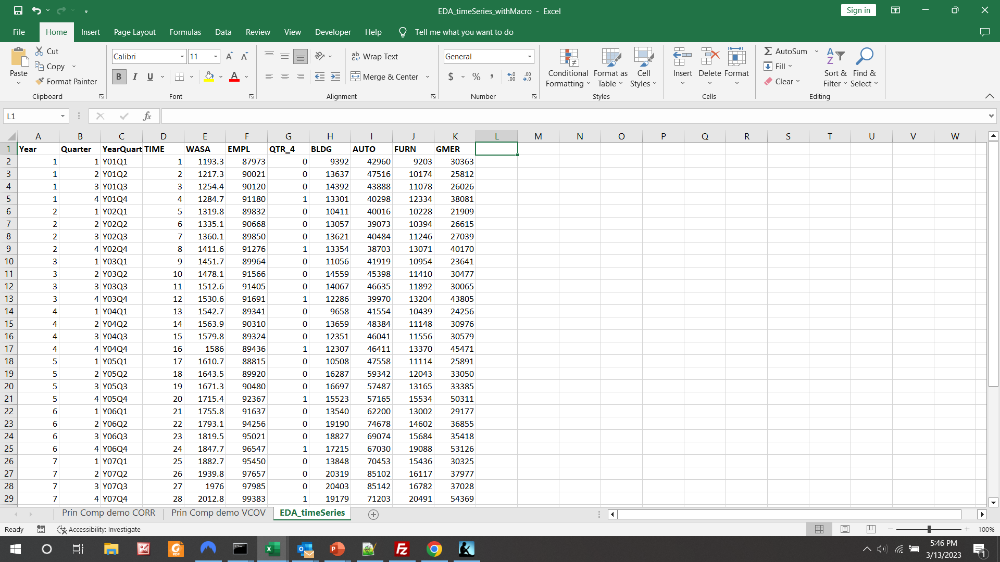 EDA_timeSeries_withMacro - Excel
Sign in
File Home Insert Page Layout Formulas Data Review View Developer Help Tell me what you want to do
Paste
Cut
Copy
Format Painter
Clipboard
Calibri 11
B I U A
Font
Wrap Text
Merge & Center
Alignment
General
$ % ,
Number
Conditional Formatting
Format as Table
Cell Styles
Styles
Insert Delete Format
Cells
AutoSum
Fill
Clear
Sort & Filter
Find & Select
Editing
L1 fx
A B C D E F G H I J K L M N O P Q R S T U V W
1 Year Quarter YearQuart TIME WASA EMPL QTR_4 BLDG AUTO FURN GMER
2 1 1 Y01Q1 1 1193.3 87973 0 9392 42960 9203 30363
3 1 2 Y01Q2 2 1217.3 90021 0 13637 47516 10174 25812
4 1 3 Y01Q3 3 1254.4 90120 0 14392 43888 11078 26026
5 1 4 Y01Q4 4 1284.7 91180 1 13301 40298 12334 38081
6 2 1 Y02Q1 5 1319.8 89832 0 10411 40016 10228 21909
7 2 2 Y02Q2 6 1335.1 90668 0 13057 39073 10394 26615
8 2 3 Y02Q3 7 1360.1 89850 0 13621 40484 11246 27039
9 2 4 Y02Q4 8 1411.6 91276 1 13354 38703 13071 40170
10 3 1 Y03Q1 9 1451.7 89964 0 11056 41919 10954 23641
11 3 2 Y03Q2 10 1478.1 91566 0 14559 45398 11410 30477
12 3 3 Y03Q3 11 1512.6 91405 0 14067 46635 11892 30065
13 3 4 Y03Q4 12 1530.6 91691 1 12286 39970 13204 43805
14 4 1 Y04Q1 13 1542.7 89341 0 9658 41554 10439 24256
15 4 2 Y04Q2 14 1563.9 90310 0 13659 48384 11148 30976
16 4 3 Y04Q3 15 1579.8 89324 0 12351 46041 11556 30579
17 4 4 Y04Q4 16 1586 89436 1 12307 46411 13370 45471
18 5 1 Y05Q1 17 1610.7 88815 0 10508 47558 11114 25891
19 5 2 Y05Q2 18 1643.5 89920 0 16287 59342 12043 33050
20 5 3 Y05Q3 19 1671.3 90480 0 16697 57487 13165 33385
21 5 4 Y05Q4 20 1715.4 92367 1 15523 57165 15534 50311
22 6 1 Y06Q1 21 1755.8 91637 0 13540 62200 13002 29177
23 6 2 Y06Q2 22 1793.1 94256 0 19190 74678 14602 36855
24 6 3 Y06Q3 23 1819.5 95021 0 18827 69074 15684 35418
25 6 4 Y06Q4 24 1847.7 96547 1 17215 67030 19088 53126
26 7 1 Y07Q1 25 1882.7 95450 0 13848 70453 15436 30325
27 7 2 Y07Q2 26 1939.8 97657 0 20319 85102 16117 37977
28 7 3 Y07Q3 27 1976 97985 0 20403 85142 16782 37028
29 7 4 Y07Q4 28 2012.8 99383 1 19179 71203 20491 54369
Prin Comp demo CORR Prin Comp demo VCOV EDA_timeSeries
Ready Accessibility: Investigate 100%
5:46 PM
3/13/2023
1